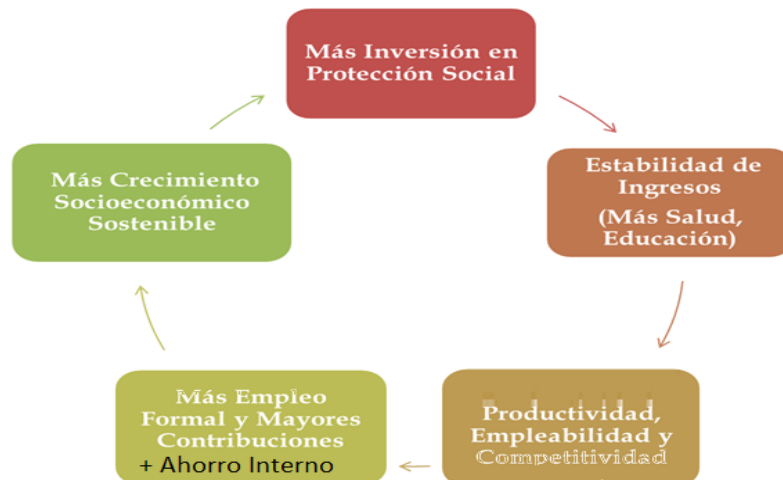 Más Inversión en
Protección Social
Estabilidad de
Ingresos
(Más Salud,
Educación)
Productividad,
Empleabilidad y
Competitividad
Más Empleo
Formal y Mayores
Contribuciones
+ Ahorro Interno
Más Crecimiento
Socioeconómico
Sostenible